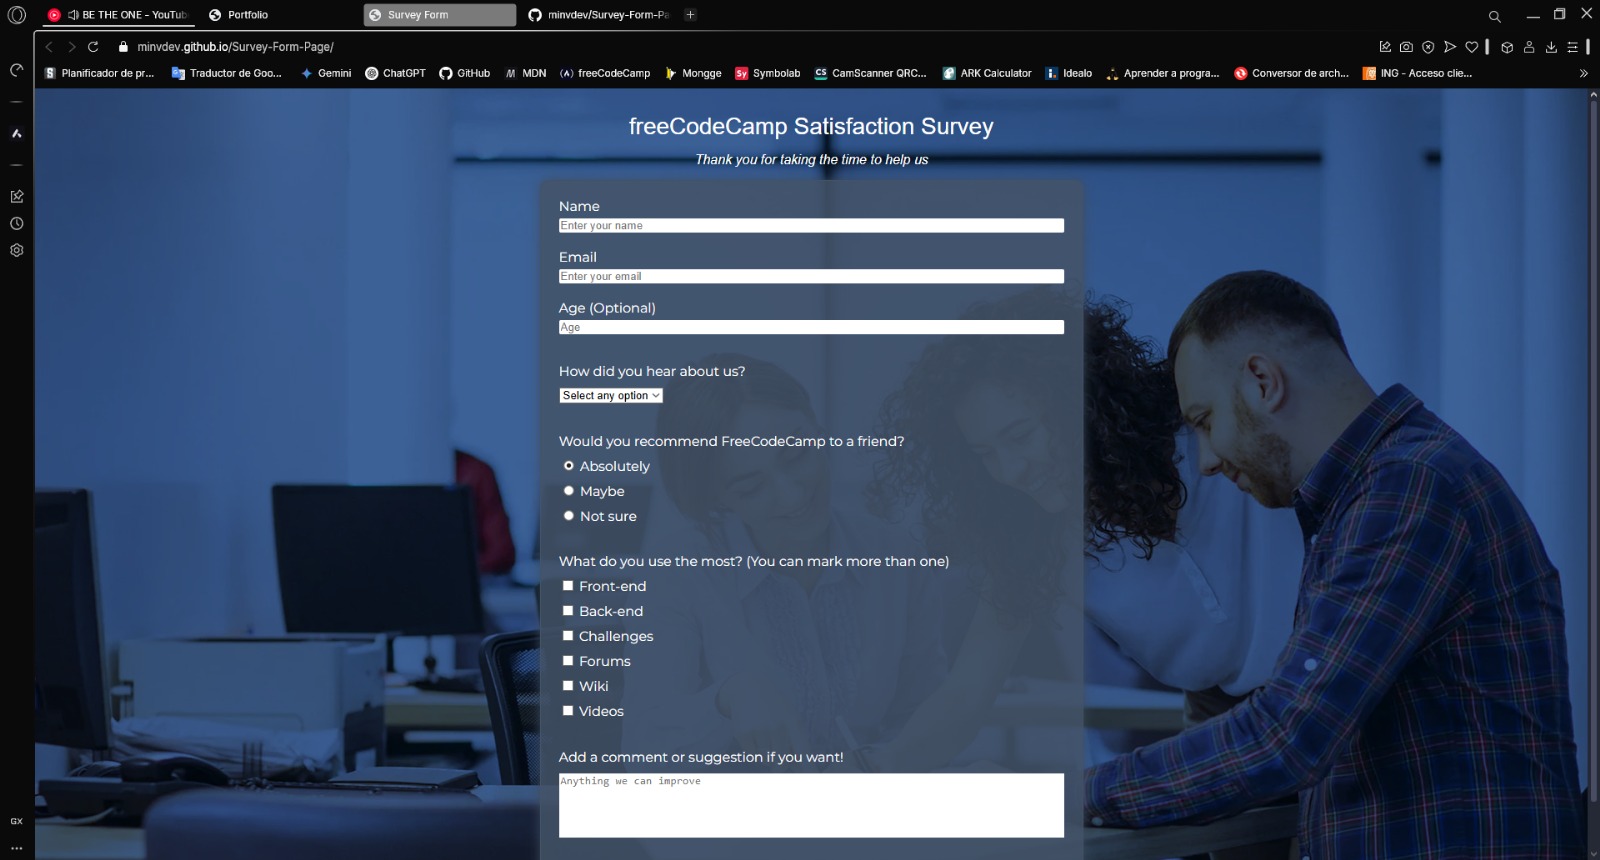 BE THE ONE - YouTub
Portfolio
Survey Form
minvdev/Survey-Form-Pa
minvdev.github.io/Survey-Form-Page/
Planificador de pr...
Traductor de Goo...
Gemini
ChatGPT
GitHub
MDN
freeCodeCamp
Mongge
Symbolab
CamScanner QRC...
ARK Calculator
Idealo
Aprender a progra...
Conversor de arch...
ING - Acceso clie...
freeCodeCamp Satisfaction Survey
Thank you for taking the time to help us
Name
Enter your name
Email
Enter your email
Age (Optional)
Age
How did you hear about us?
Select any option
Would you recommend FreeCodeCamp to a friend?
Absolutely
Maybe
Not sure
What do you use the most? (You can mark more than one)
Front-end
Back-end
Challenges
Forums
Wiki
Videos
Add a comment or suggestion if you want!
Anything we can improve
GX